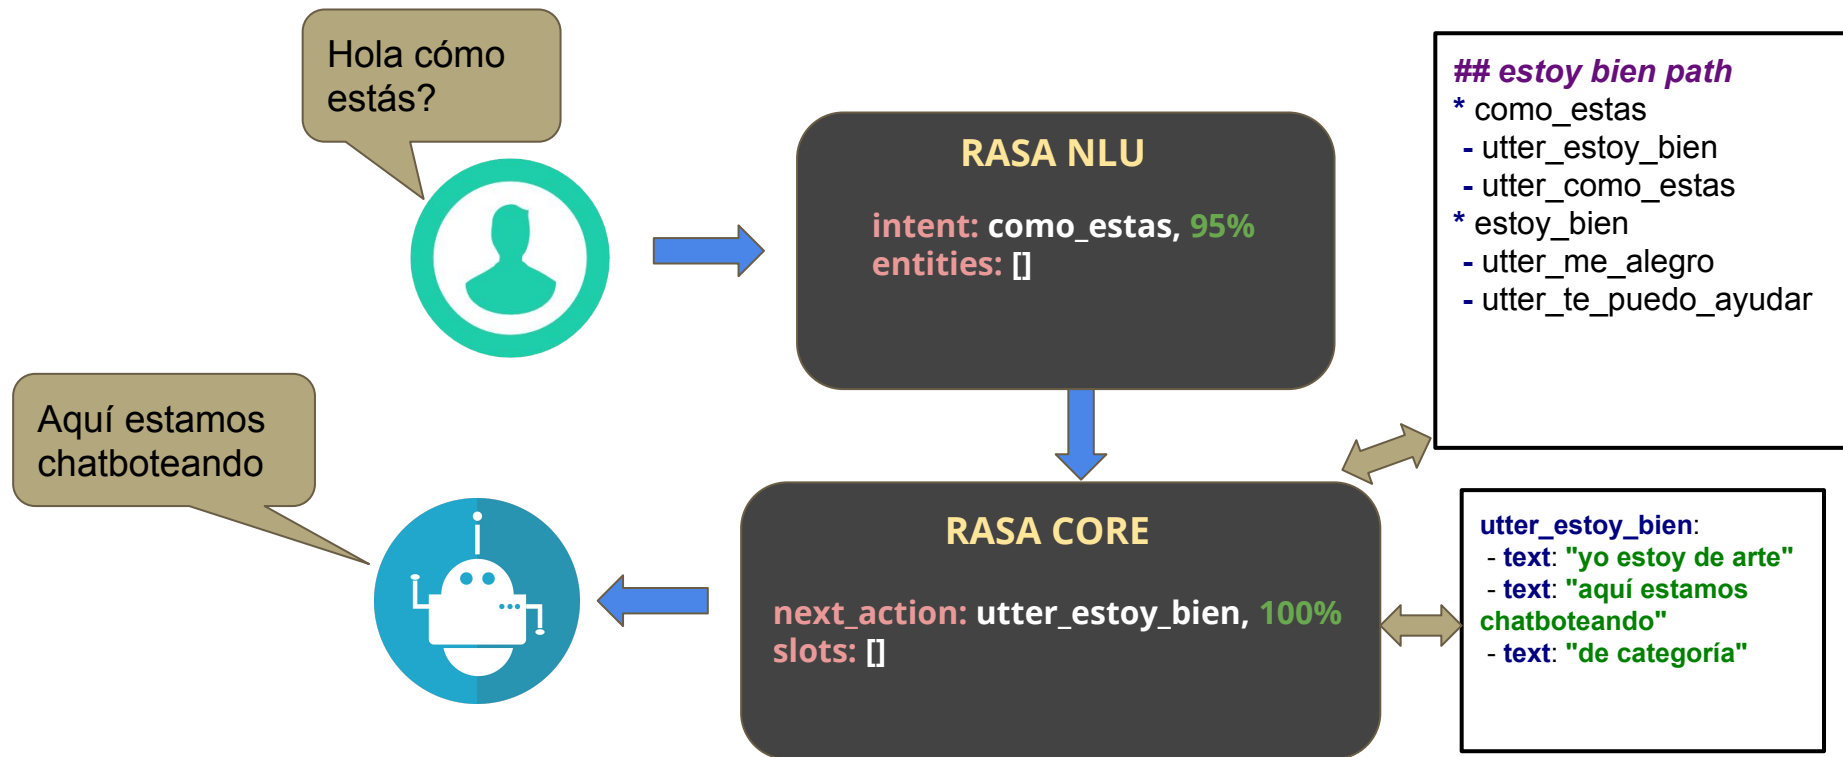 Hola cómo
estás?
RASA NLU
intent: como_estas, 95%
entities: []
## estoy bien path
* como_estas
- utter_estoy_bien
- utter_como_estas
* estoy_bien
- utter_me_alegro
- utter_te_puedo_ayudar
Aquí estamos
chatboteando
RASA CORE
next_action: utter_estoy_bien, 100%
slots: []
utter_estoy_bien:
- text: "yo estoy de arte"
- text: "aquí estamos
chatboteando"
- text: "de categoría"